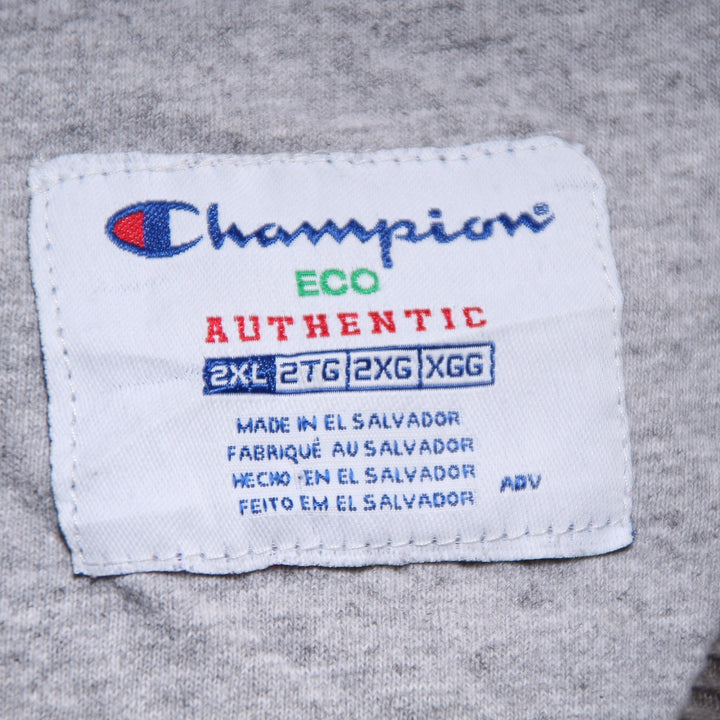 Champion®
ECO
AUTHENTIC
2XL 2TG 2XG XGG
MADE IN EL SALVADOR
FABRIQUÉ AU SALVADOR
HECHO EN EL SALVADOR
FEITO EM EL SALVADOR
ADV